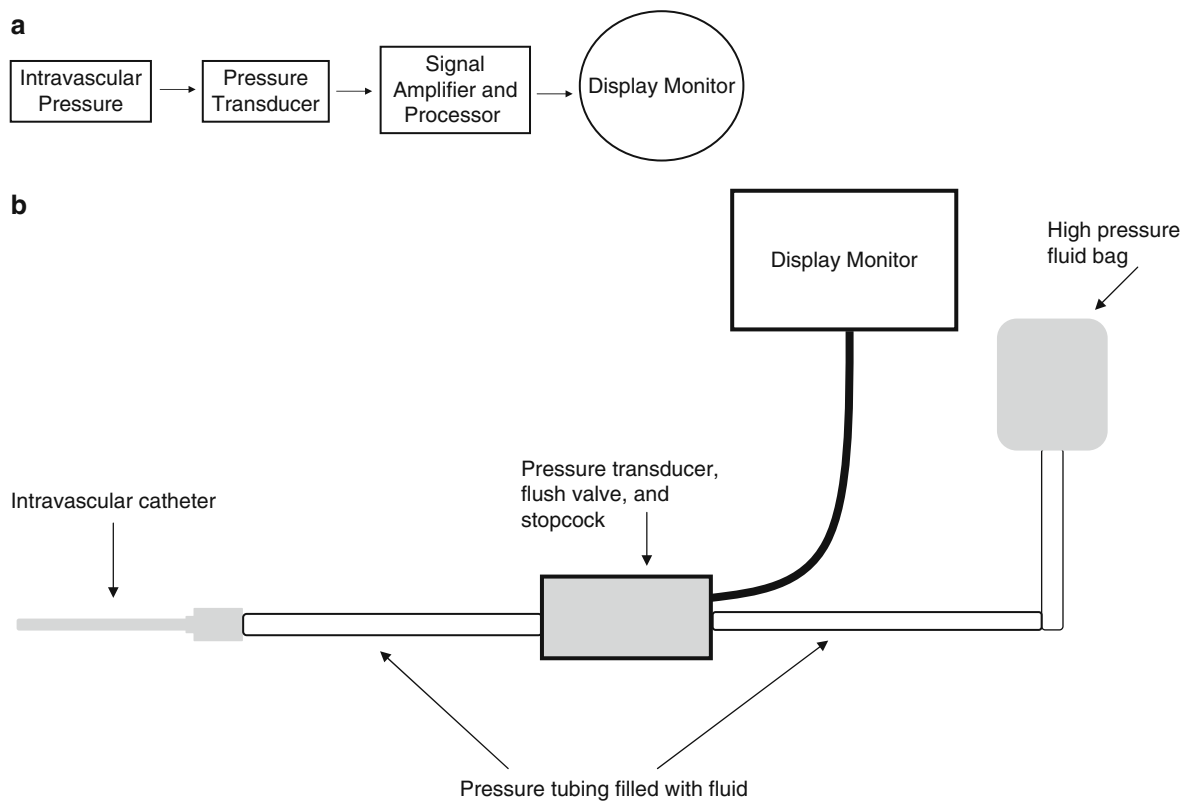 a
Intravascular
Pressure
Pressure
Transducer
Signal
Amplifier and
Processor
Display Monitor
b
Display Monitor
High pressure
fluid bag
Pressure transducer,
flush valve, and
stopcock
Intravascular catheter
Pressure tubing filled with fluid